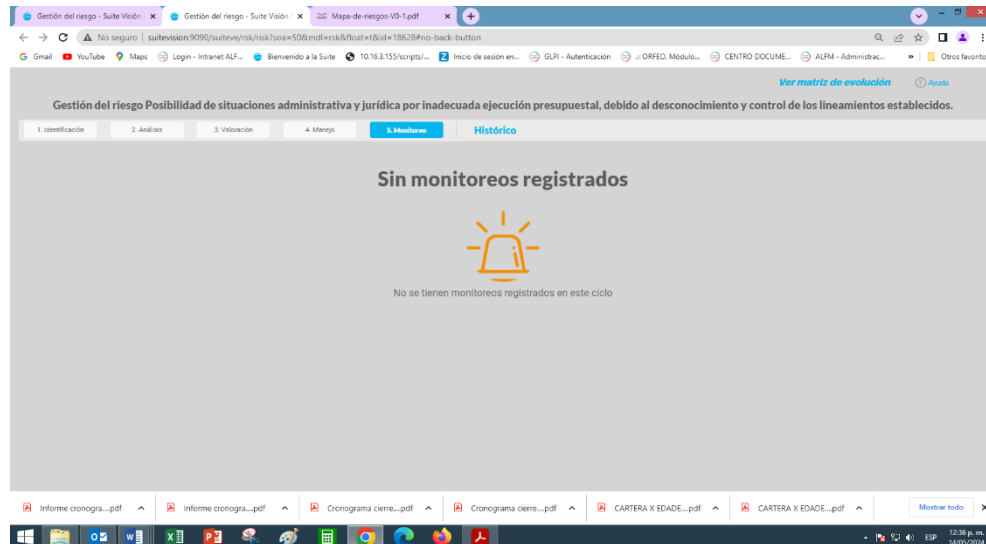 Gestión del riesgo - Suite Visión
Gestión del riesgo - Suite Visión
Mapa-de-riesgos-V0-1.pdf
No seguro | suitevision:9090/suiteve/rsk/risk?soa=50&mdl=rsk&float=t&id=18628#no-back-button
Gmail YouTube Maps Login - Intranet ALF... Bienvenido a la Suite 10.16.3.155/scripts/... Inicio de sesión en... GLPI - Autenticación .: ORFEO, Módulo... CENTRO DOCUME... ALFM - Administrac... » Otros favorito
Ver matriz de evolución ? Ayuda
Gestión del riesgo Posibilidad de situaciones administrativa y jurídica por inadecuada ejecución presupuestal, debido al desconocimiento y control de los lineamientos establecidos.
1. Identificación 2. Análisis 3. Valoración 4. Manejo 5. Monitoreo Histórico
Sin monitoreos registrados
No se tienen monitoreos registrados en este ciclo
Informe cronogra....pdf Informe cronogra....pdf Cronograma cierre....pdf Cronograma cierre....pdf CARTERA X EDADE....pdf CARTERA X EDADE....pdf Mostrar todo
ESP 12:36 p. m.
14/05/2024